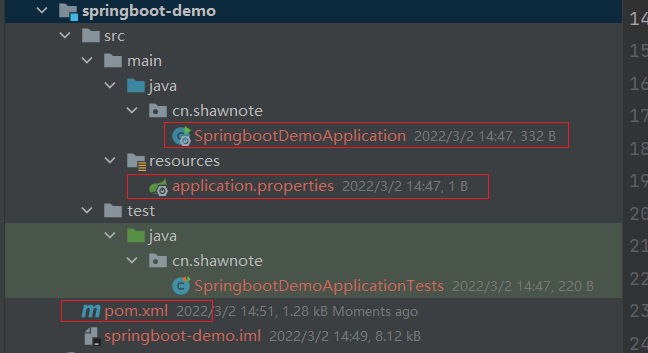 springboot-demo
src
main
java
cn.shawnote
SpringbootDemoApplication 2022/3/2 14:47, 332 B
resources
application.properties 2022/3/2 14:47, 1 B
test
java
cn.shawnote
SpringbootDemoApplicationTests 2022/3/2 14:47, 220 B
pom.xml 2022/3/2 14:51, 1.28 kB Moments ago
springboot-demo.iml 2022/3/2 14:49, 8.12 kB
14
15
16
17
18
19
20
21
22
23
24